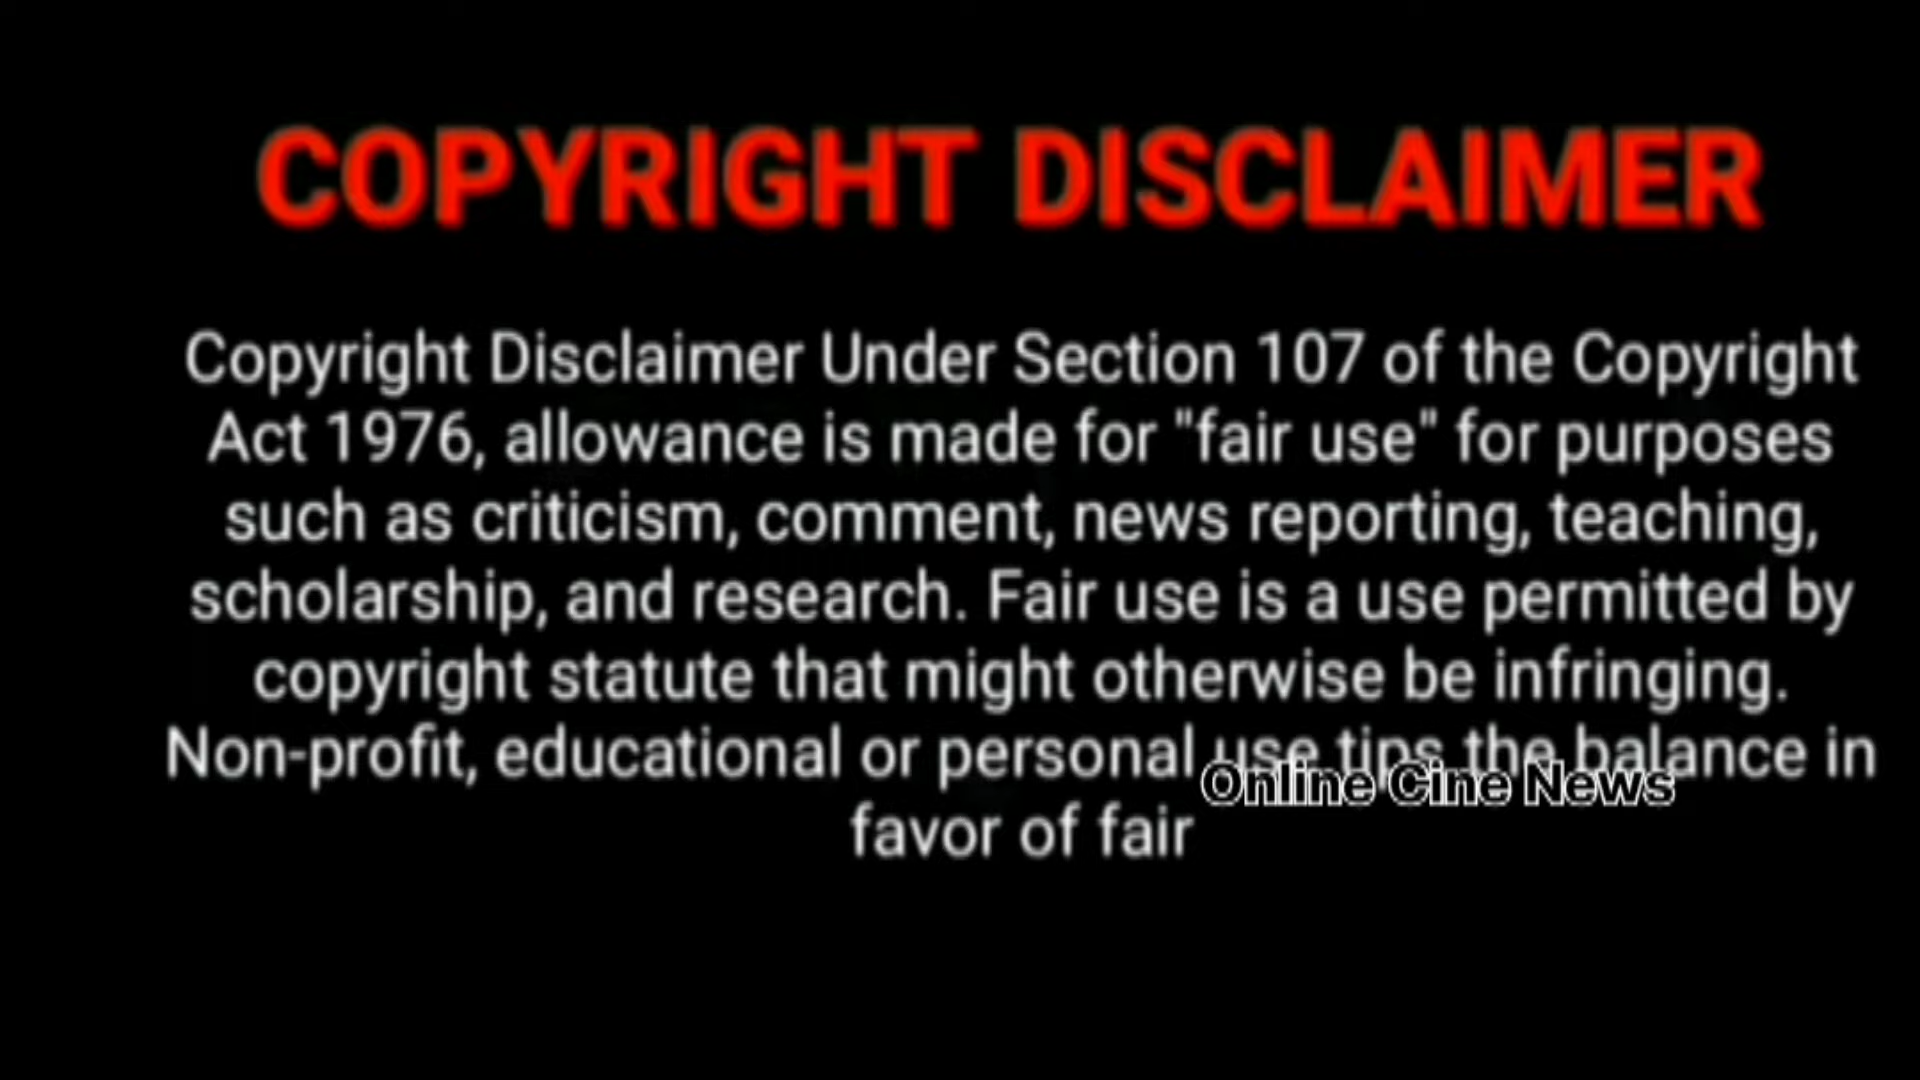 COPYRIGHT DISCLAIMER
Copyright Disclaimer Under Section 107 of the Copyright
Act 1976, allowance is made for "fair use" for purposes
such as criticism, comment, news reporting, teaching,
scholarship, and research. Fair use is a use permitted by
copyright statute that might otherwise be infringing.
Non-profit, educational or personal use tips the balance in
Online Cine News
favor of fair